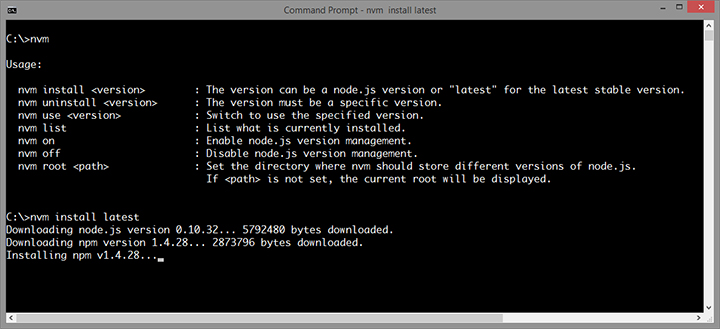 Command Prompt - nvm  install latest
C:\>nvm
Usage:
nvm install <version>        : The version can be a node.js version or "latest" for the latest stable version.
nvm uninstall <version>      : The version must be a specific version.
nvm use <version>            : Switch to use the specified version.
nvm list                     : List what is currently installed.
nvm on                       : Enable node.js version management.
nvm off                      : Disable node.js version management.
nvm root <path>              : Set the directory where nvm should store different versions of node.js.
If <path> is not set, the current root will be displayed.
C:\>nvm install latest
Downloading node.js version 0.10.32... 5792480 bytes downloaded.
Downloading npm version 1.4.28... 2873796 bytes downloaded.
Installing npm v1.4.28...